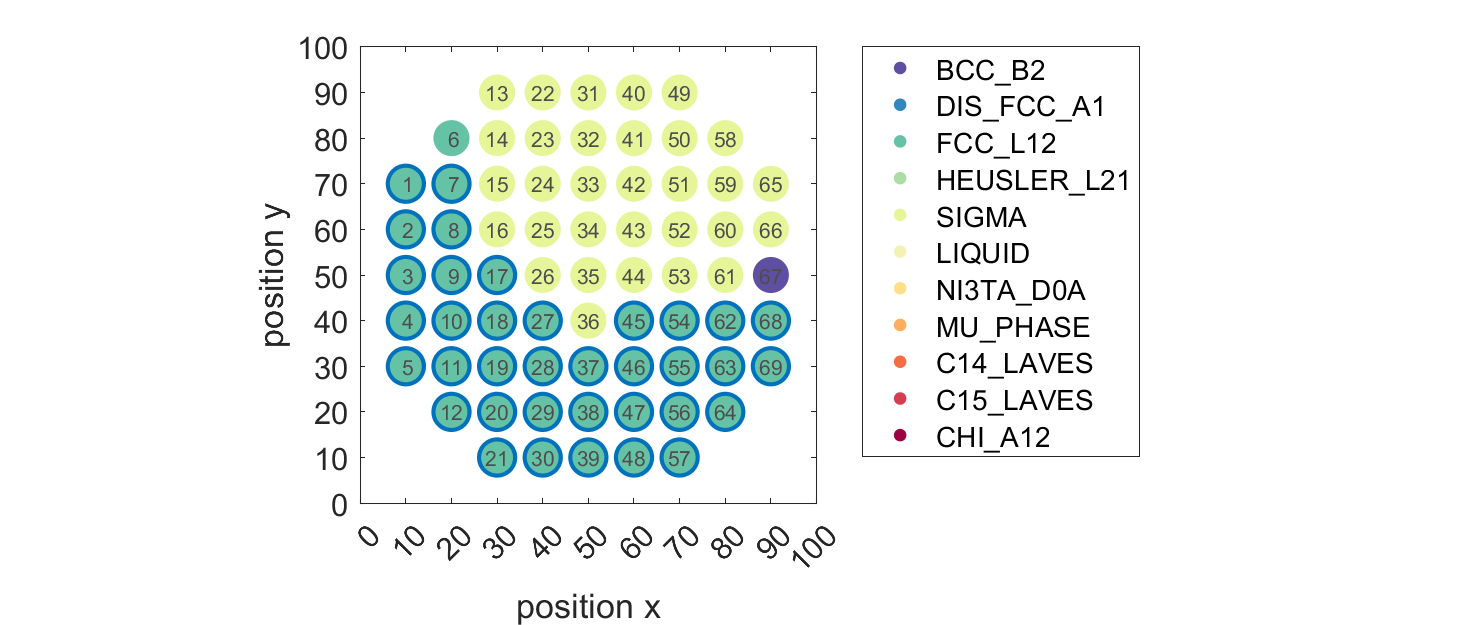 100
90
80
70
60
50
40
30
20
10
0
position y
13 22 31 40 49
6 14 23 32 41 50 58
1 7 15 24 33 42 51 59 65
2 8 16 25 34 43 52 60 66
3 9 17 26 35 44 53 61 67
4 10 18 27 36 45 54 62 68
5 11 19 28 37 46 55 63 69
12 20 29 38 47 56 64
21 30 39 48 57
0 10 20 30 40 50 60 70 80 90 100
position x
BCC_B2
DIS_FCC_A1
FCC_L12
HEUSLER_L21
SIGMA
LIQUID
NI3TA_D0A
MU_PHASE
C14_LAVES
C15_LAVES
CHI_A12